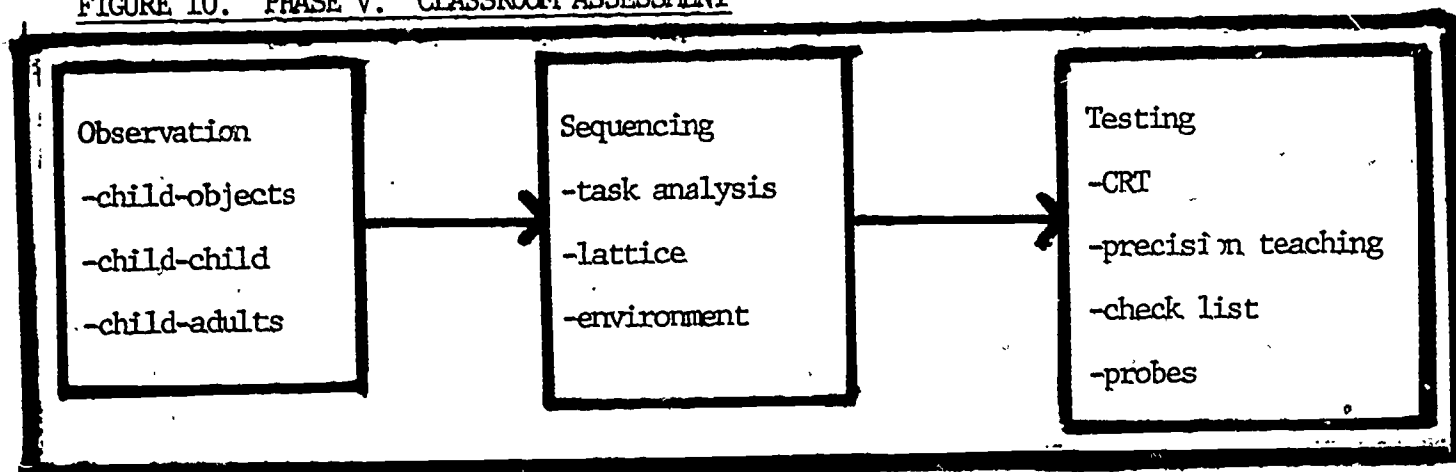 FIGURE 10. PHASE V. CLASSROOM ASSESSMENT
Observation
-child-objects
-child-child
-child-adults
Sequencing
-task analysis
-lattice
-environment
Testing
-CRT
-precision teaching
-check list
-probes